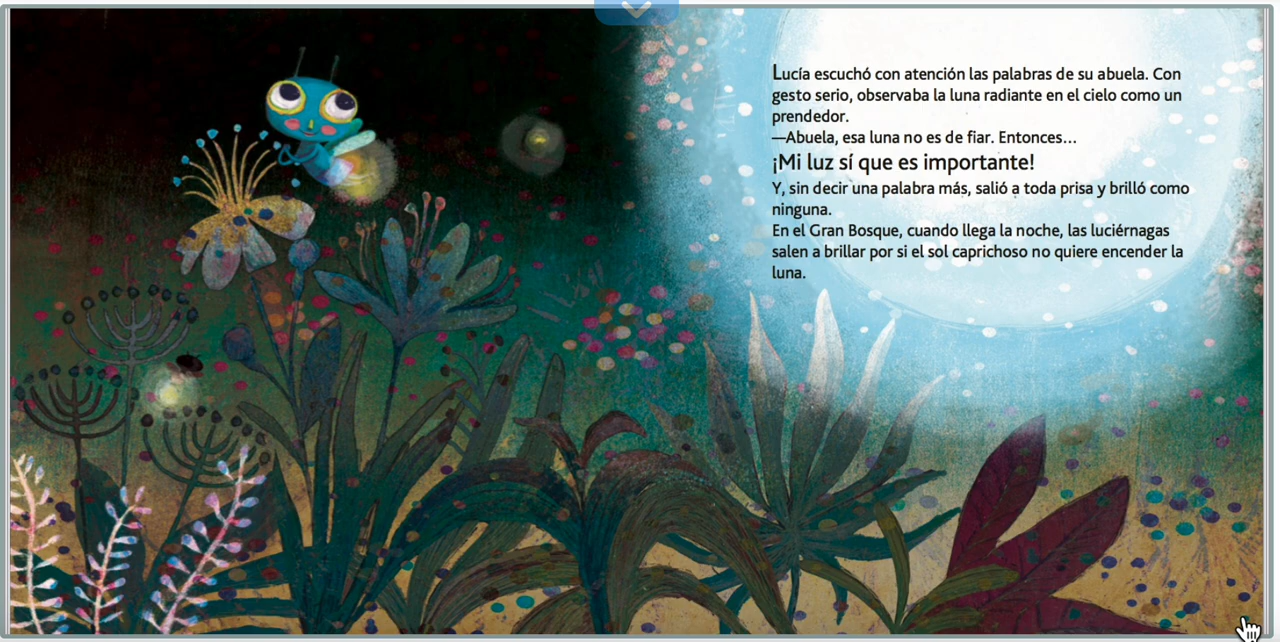 Lucía escuchó con atención las palabras de su abuela. Con
gesto serio, observaba la luna radiante en el cielo como un
prendedor.
—Abuela, esa luna no es de fiar. Entonces…
¡Mi luz sí que es importante!
Y, sin decir una palabra más, salió a toda prisa y brilló como
ninguna.
En el Gran Bosque, cuando llega la noche, las luciérnagas
salen a brillar por si el sol caprichoso no quiere encender la
luna.